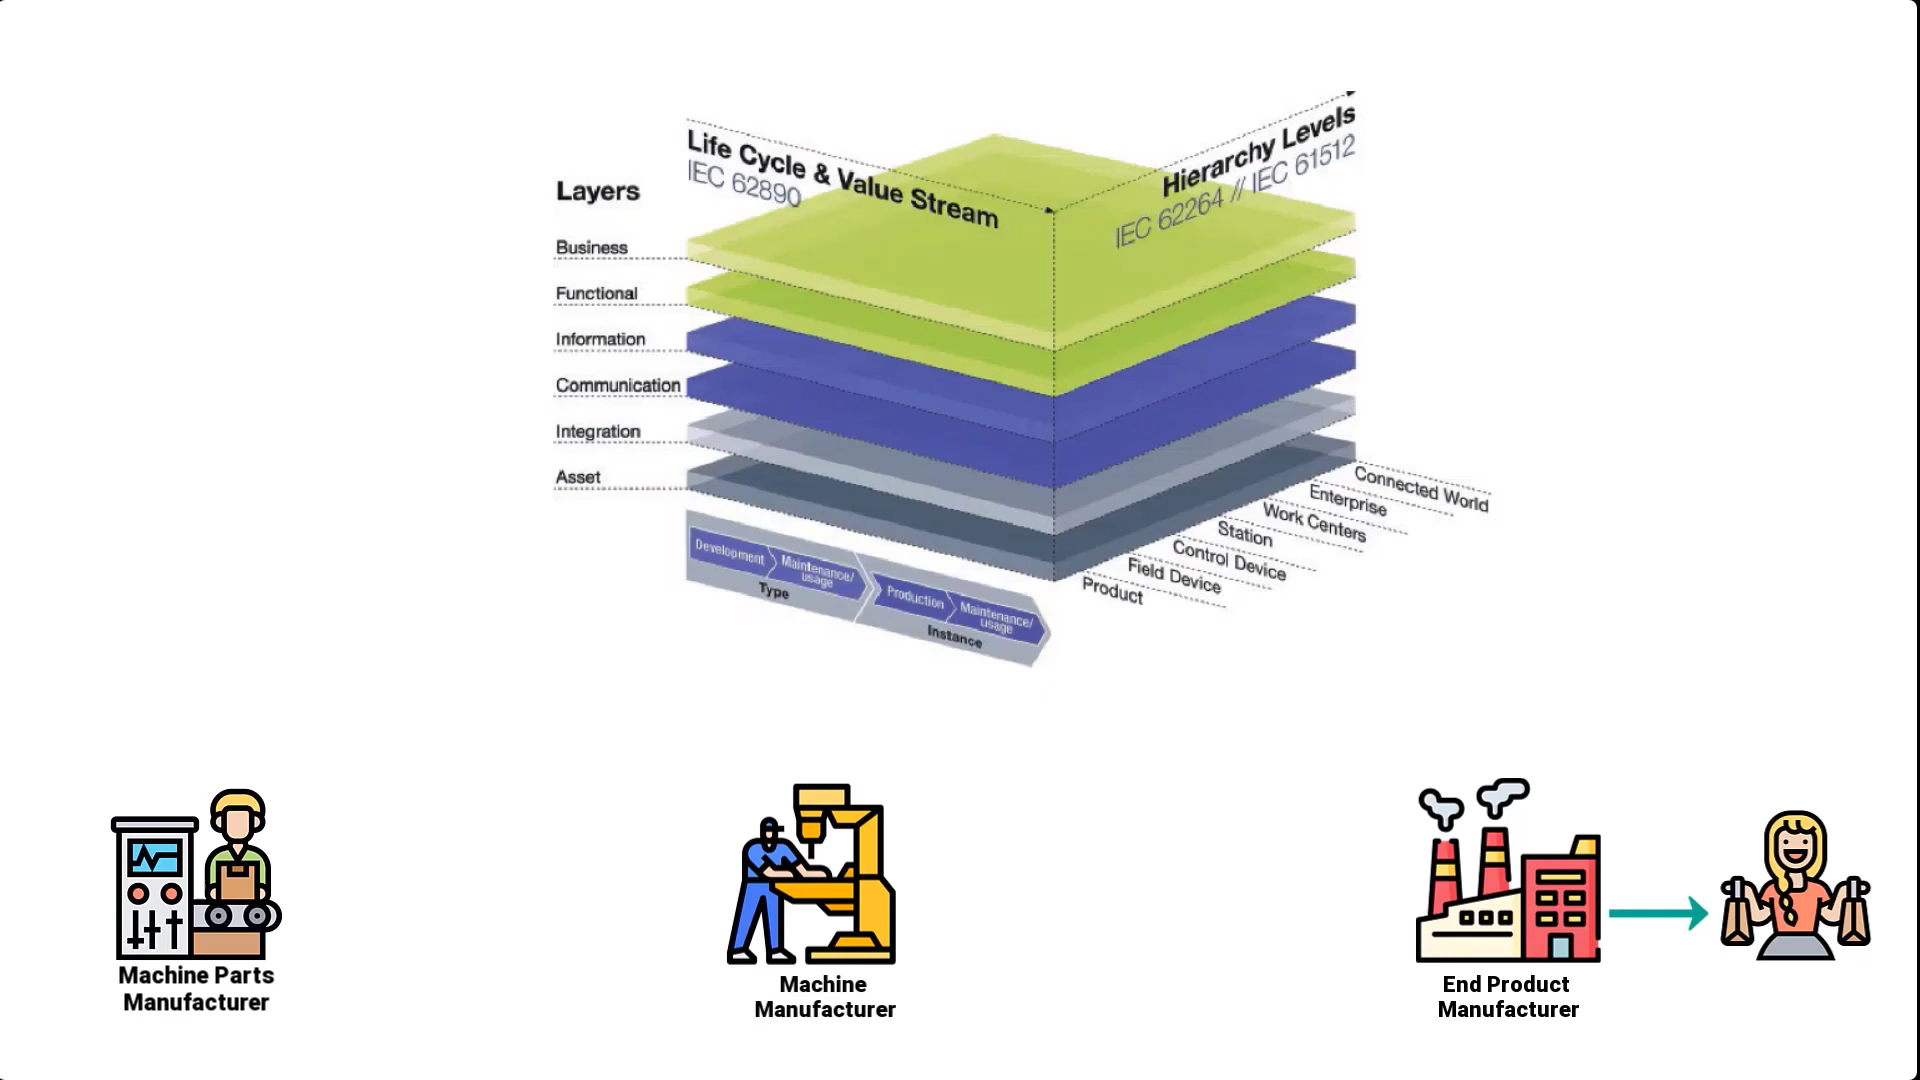 Life Cycle & Value Stream
IEC 62890
Hierarchy Levels
IEC 62264 // IEC 61512
Layers
Business
Functional
Information
Communication
Integration
Asset
Development
Maintenance/
usage
Type
Production
Maintenance/
usage
Instance
Connected World
Enterprise
Work Centers
Station
Control Device
Field Device
Product
Machine Parts
Manufacturer
Machine
Manufacturer
End Product
Manufacturer